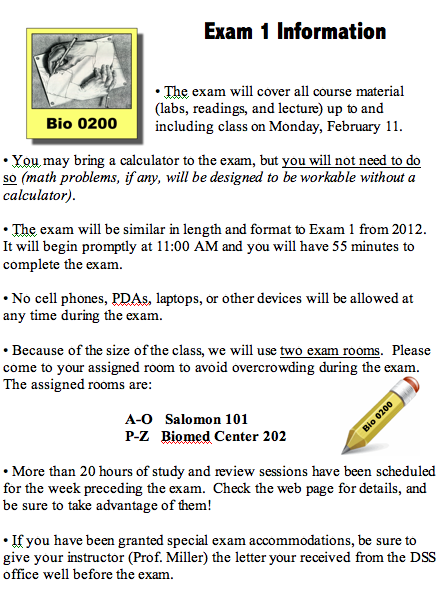 Exam 1 Information
Bio 0200
• The exam will cover all course material
(labs, readings, and lecture) up to and
including class on Monday, February 11.
• You may bring a calculator to the exam, but you will not need to do
so (math problems, if any, will be designed to be workable without a
calculator).
• The exam will be similar in length and format to Exam 1 from 2012.
It will begin promptly at 11:00 AM and you will have 55 minutes to
complete the exam.
• No cell phones, PDAs, laptops, or other devices will be allowed at
any time during the exam.
• Because of the size of the class, we will use two exam rooms.  Please
come to your assigned room to avoid overcrowding during the exam.
The assigned rooms are:
A-O   Salomon 101
P-Z   Biomed Center 202
Bio 0200
• More than 20 hours of study and review sessions have been scheduled
for the week preceding the exam.  Check the web page for details, and
be sure to take advantage of them!
• If you have been granted special exam accommodations, be sure to
give your instructor (Prof. Miller) the letter your received from the DSS
office well before the exam.